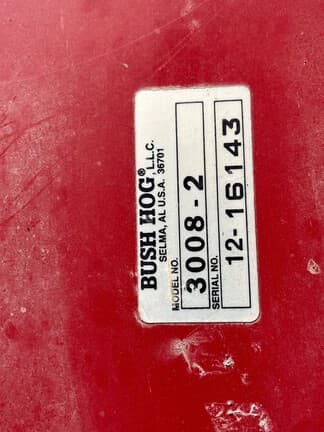 BUSH HOG® L.L.C.
SELMA, AL U.S.A. 36701
MODEL NO. 3008-2
SERIAL NO. 12-16143